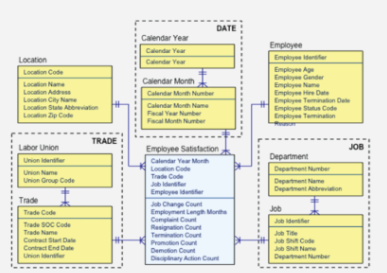 DATE
Calendar Year
Calendar Year
Calendar Year
Calendar Month
Calendar Month Number
Calendar Month Name
Fiscal Year Number
Fiscal Month Number
Location
Location Code
Location Name
Location Address
Location City Name
Location State Abbreviation
Location Zip Code
Employee
Employee Identifier
Employee Age
Employee Gender
Employee Name
Employee Hire Date
Employee Termination Date
Employee Status Code
Employee Termination
Reason
TRADE
Labor Union
Union Identifier
Union Name
Union Group Code
Trade
Trade Code
Trade SOC Code
Trade Name
Contract Start Date
Contract End Date
Union Identifier
Employee Satisfaction
Calendar Year Month
Location Code
Trade Code
Job Identifier
Employee Identifier
Job Change Count
Employment Length Months
Complaint Count
Resignation Count
Termination Count
Promotion Count
Demotion Count
Disciplinary Action Count
JOB
Department
Department Number
Department Name
Department Abbreviation
Job
Job Identifier
Job Title
Job Shift Code
Job Shift Name
Department Number